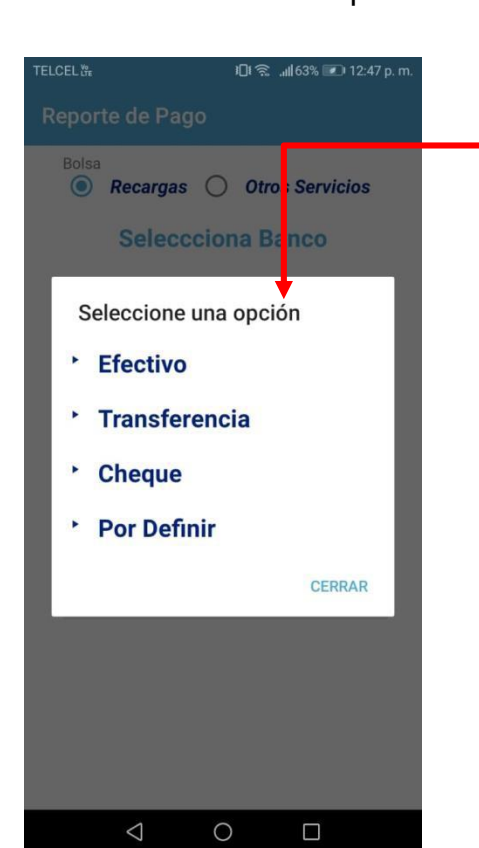 TELCEL 63% 12:47 p. m.
Reporte de Pago
Bolsa
Recargas Otros Servicios
Seleccciona Banco
Seleccione una opción
Efectivo
Transferencia
Cheque
Por Definir
CERRAR